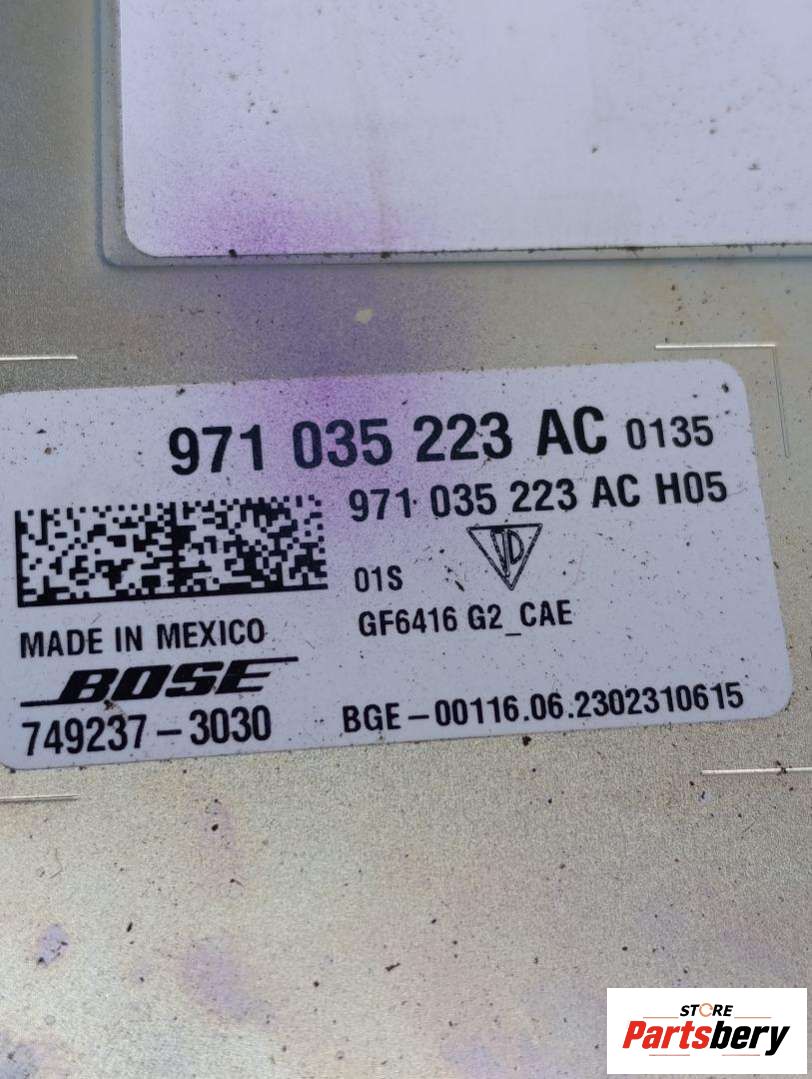 971 035 223 AC 0135
971 035 223 AC H05
01S
GF6416 G2_CAE
MADE IN MEXICO
BOSE
749237-3030
BGE-00116.06.2302310615
STORE
Partsbery